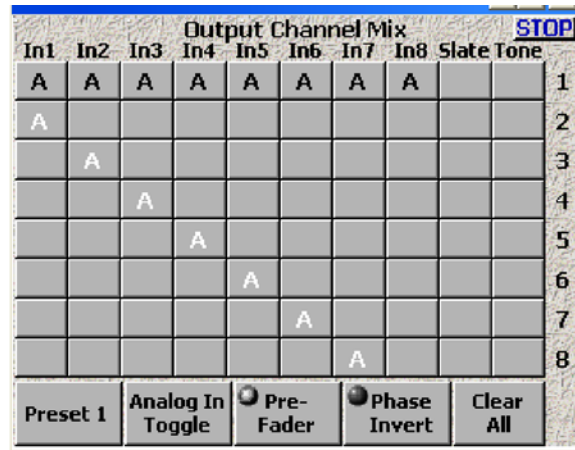 Output Channel Mix STOP
In1 In2 In3 In4 In5 In6 In7 In8 Slate Tone
A A A A A A A A 1
A 2
A 3
A 4
A 5
A 6
A 7
A 8
Preset 1 Analog In Toggle Pre-Fader Phase Invert Clear All